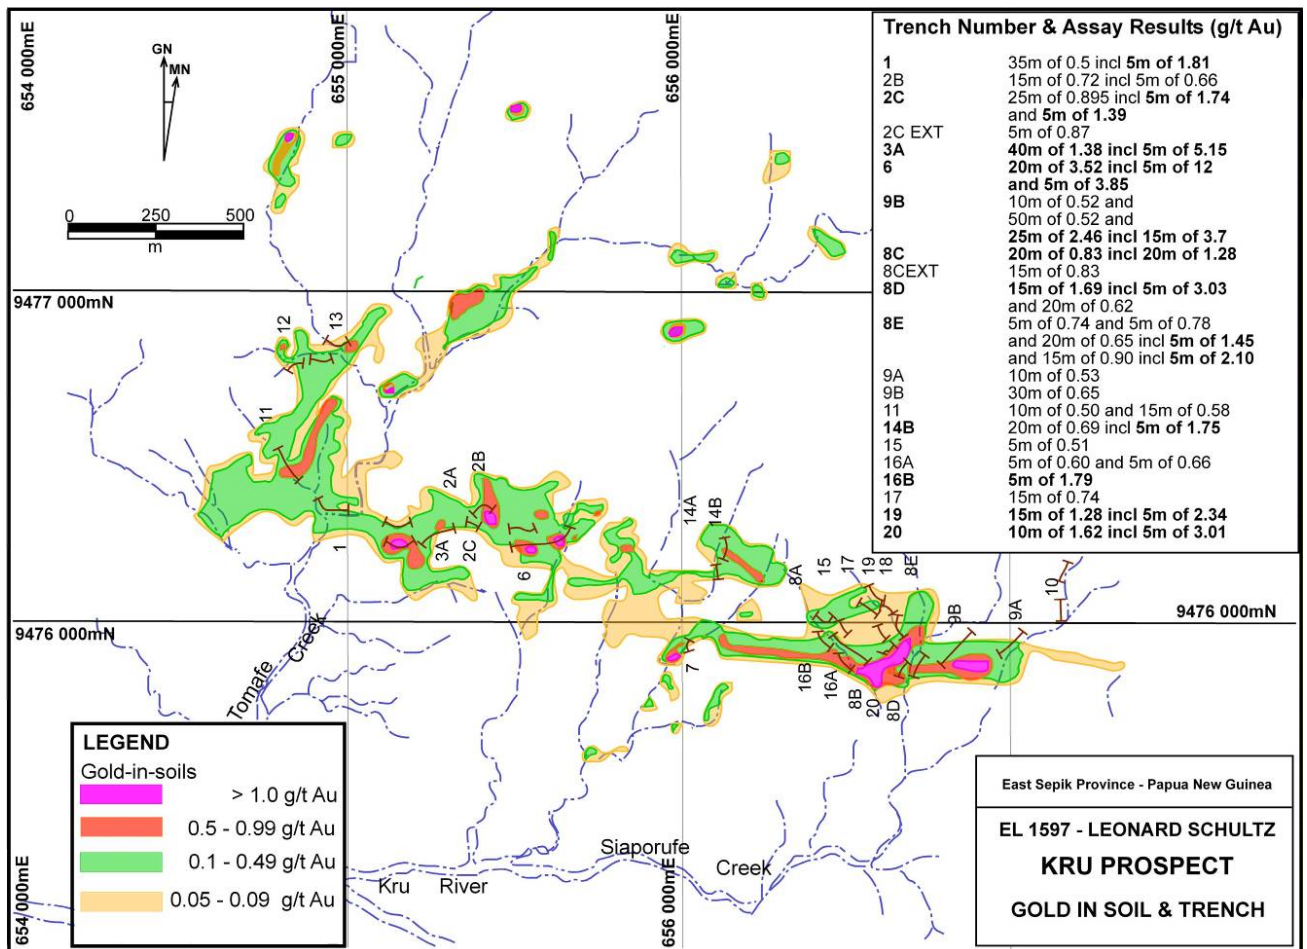 654 000mE
655 000mE
656 000mE
GN
MN
0 250 500
m
Trench Number & Assay Results (g/t Au)
1 35m of 0.5 incl 5m of 1.81
2B 15m of 0.72 incl 5m of 0.66
2C 25m of 0.895 incl 5m of 1.74
and 5m of 1.39
2C EXT 5m of 0.87
3A 40m of 1.38 incl 5m of 5.15
6 20m of 3.52 incl 5m of 12
and 5m of 3.85
9B 10m of 0.52 and
50m of 0.52 and
25m of 2.46 incl 15m of 3.7
8C 20m of 0.83 incl 20m of 1.28
8CEXT 15m of 0.83
8D 15m of 1.69 incl 5m of 3.03
and 20m of 0.62
8E 5m of 0.74 and 5m of 0.78
and 20m of 0.65 incl 5m of 1.45
and 15m of 0.90 incl 5m of 2.10
9A 10m of 0.53
9B 30m of 0.65
11 10m of 0.50 and 15m of 0.58
14B 20m of 0.69 incl 5m of 1.75
15 5m of 0.51
16A 5m of 0.60 and 5m of 0.66
16B 5m of 1.79
17 15m of 0.74
19 15m of 1.28 incl 5m of 2.34
20 10m of 1.62 incl 5m of 3.01
9477 000mN
12
13
11
2A
2B
1
3A
2C
6
14A
14B
8A
15
17
19
18
8E
9B
9A
10
9476 000mN
9476 000mN
7
16B
16A
8B
20
8D
Tomafe Creek
LEGEND
Gold-in-soils
> 1.0 g/t Au
0.5 - 0.99 g/t Au
0.1 - 0.49 g/t Au
0.05 - 0.09 g/t Au
Kru River
Siaporufe
Creek
654 000mE
656 000mE
East Sepik Province - Papua New Guinea
EL 1597 - LEONARD SCHULTZ
KRU PROSPECT
GOLD IN SOIL & TRENCH